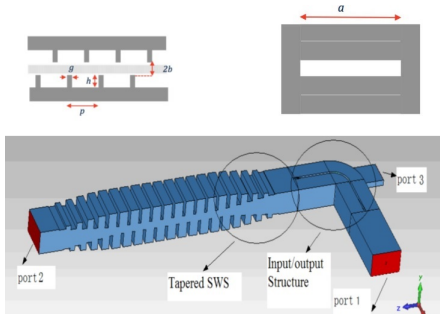 a
g
h
2b
p
port 3
port 2
Tapered SWS
Input/output
Structure
port 1
y
z